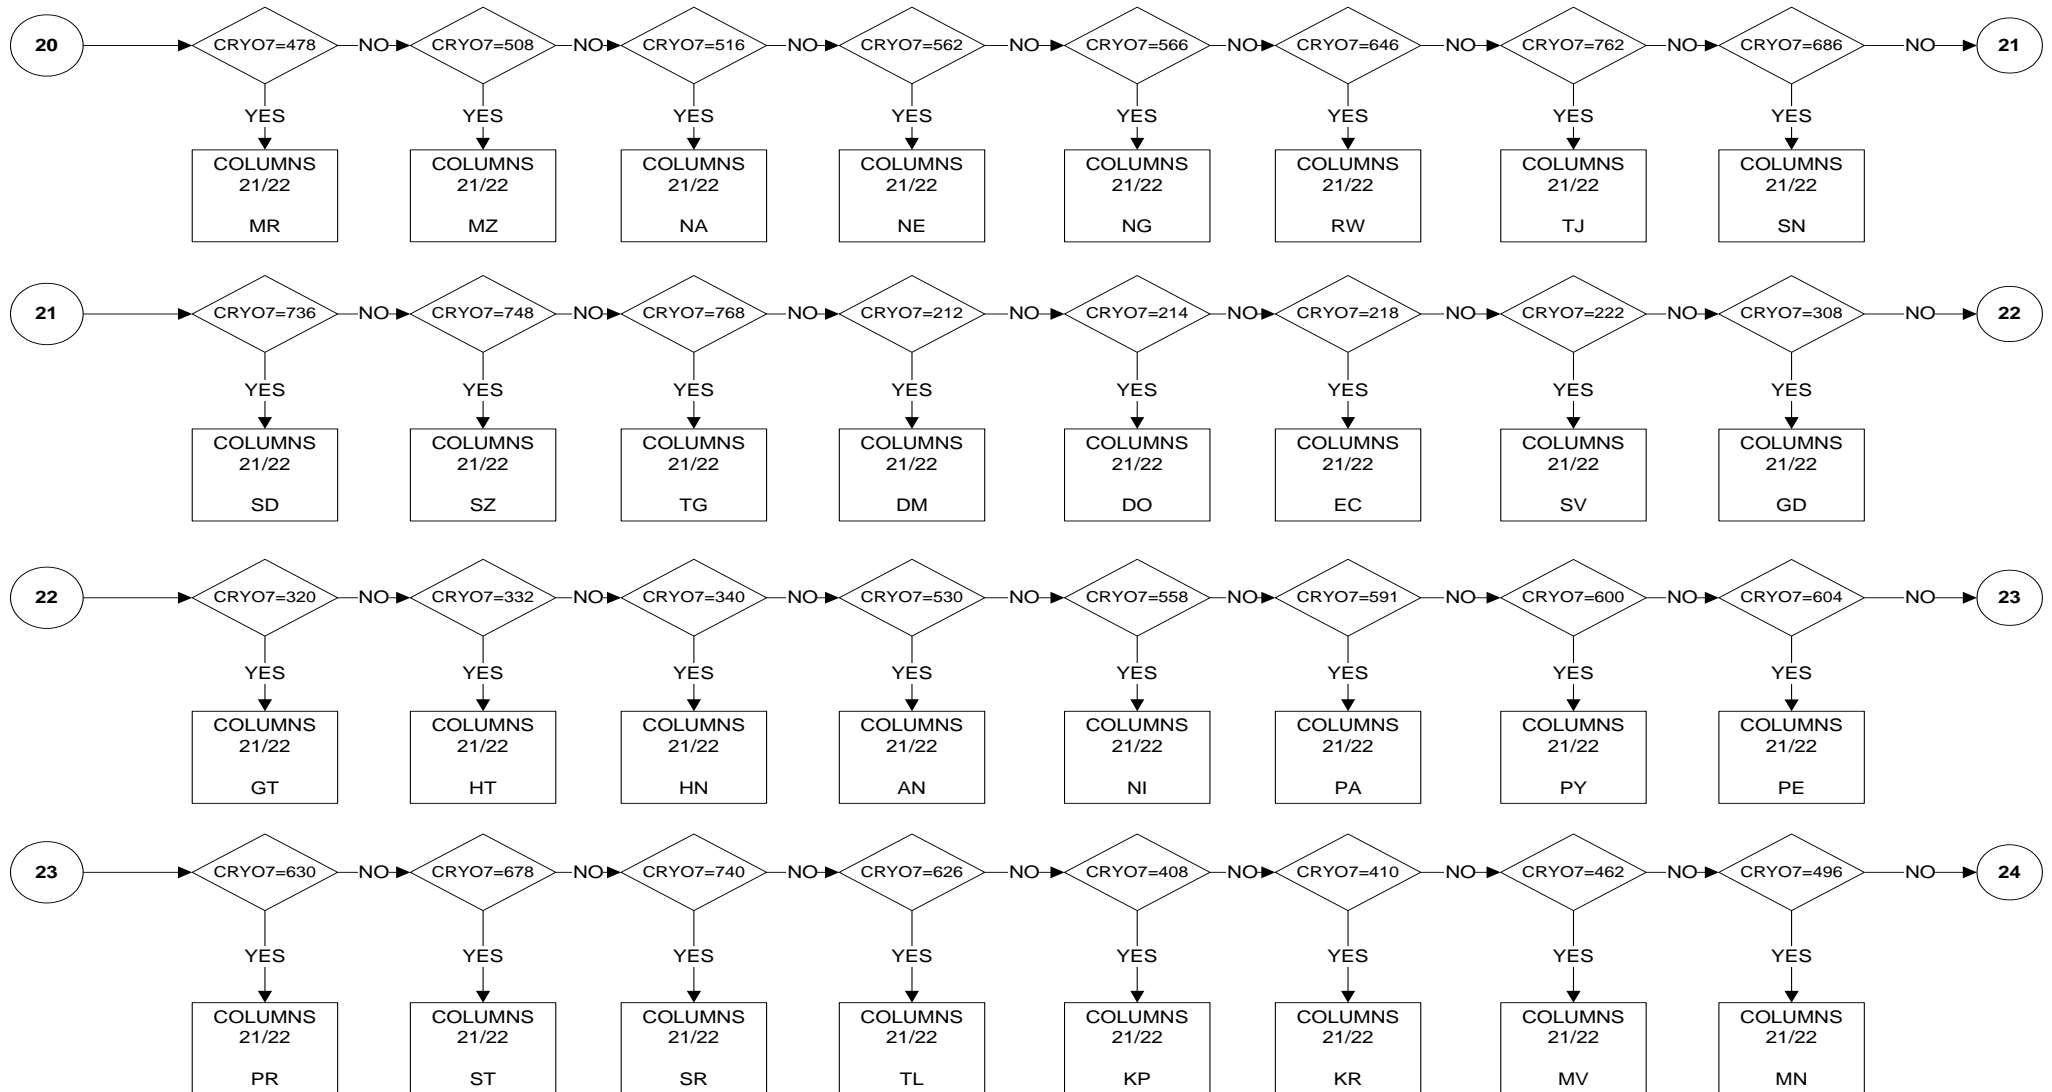 20 CRYO7=478 NO CRYO7=508 NO CRYO7=516 NO CRYO7=562 NO CRYO7=566 NO CRYO7=646 NO CRYO7=762 NO CRYO7=686 NO 21
YES YES YES YES YES YES YES YES
COLUMNS COLUMNS COLUMNS COLUMNS COLUMNS COLUMNS COLUMNS COLUMNS
21/22 21/22 21/22 21/22 21/22 21/22 21/22 21/22
MR MZ NA NE NG RW TJ SN
21 CRYO7=736 NO CRYO7=748 NO CRYO7=768 NO CRYO7=212 NO CRYO7=214 NO CRYO7=218 NO CRYO7=222 NO CRYO7=308 NO 22
YES YES YES YES YES YES YES YES
COLUMNS COLUMNS COLUMNS COLUMNS COLUMNS COLUMNS COLUMNS COLUMNS
21/22 21/22 21/22 21/22 21/22 21/22 21/22 21/22
SD SZ TG DM DO EC SV GD
22 CRYO7=320 NO CRYO7=332 NO CRYO7=340 NO CRYO7=530 NO CRYO7=558 NO CRYO7=591 NO CRYO7=600 NO CRYO7=604 NO 23
YES YES YES YES YES YES YES YES
COLUMNS COLUMNS COLUMNS COLUMNS COLUMNS COLUMNS COLUMNS COLUMNS
21/22 21/22 21/22 21/22 21/22 21/22 21/22 21/22
GT HT HN AN NI PA PY PE
23 CRYO7=630 NO CRYO7=678 NO CRYO7=740 NO CRYO7=626 NO CRYO7=408 NO CRYO7=410 NO CRYO7=462 NO CRYO7=496 NO 24
YES YES YES YES YES YES YES YES
COLUMNS COLUMNS COLUMNS COLUMNS COLUMNS COLUMNS COLUMNS COLUMNS
21/22 21/22 21/22 21/22 21/22 21/22 21/22 21/22
PR ST SR TL KP KR MV MN